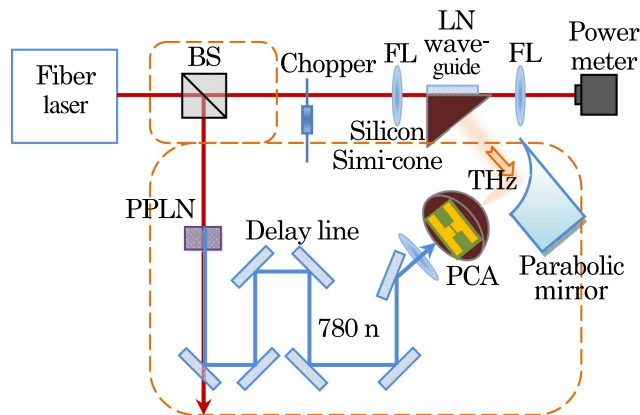 Fiber
laser
BS
Chopper
FL
LN
wave-
guide
FL
Power
meter
Silicon
Simi-cone
THz
PPLN
Delay line
780 n
PCA
Parabolic
mirror